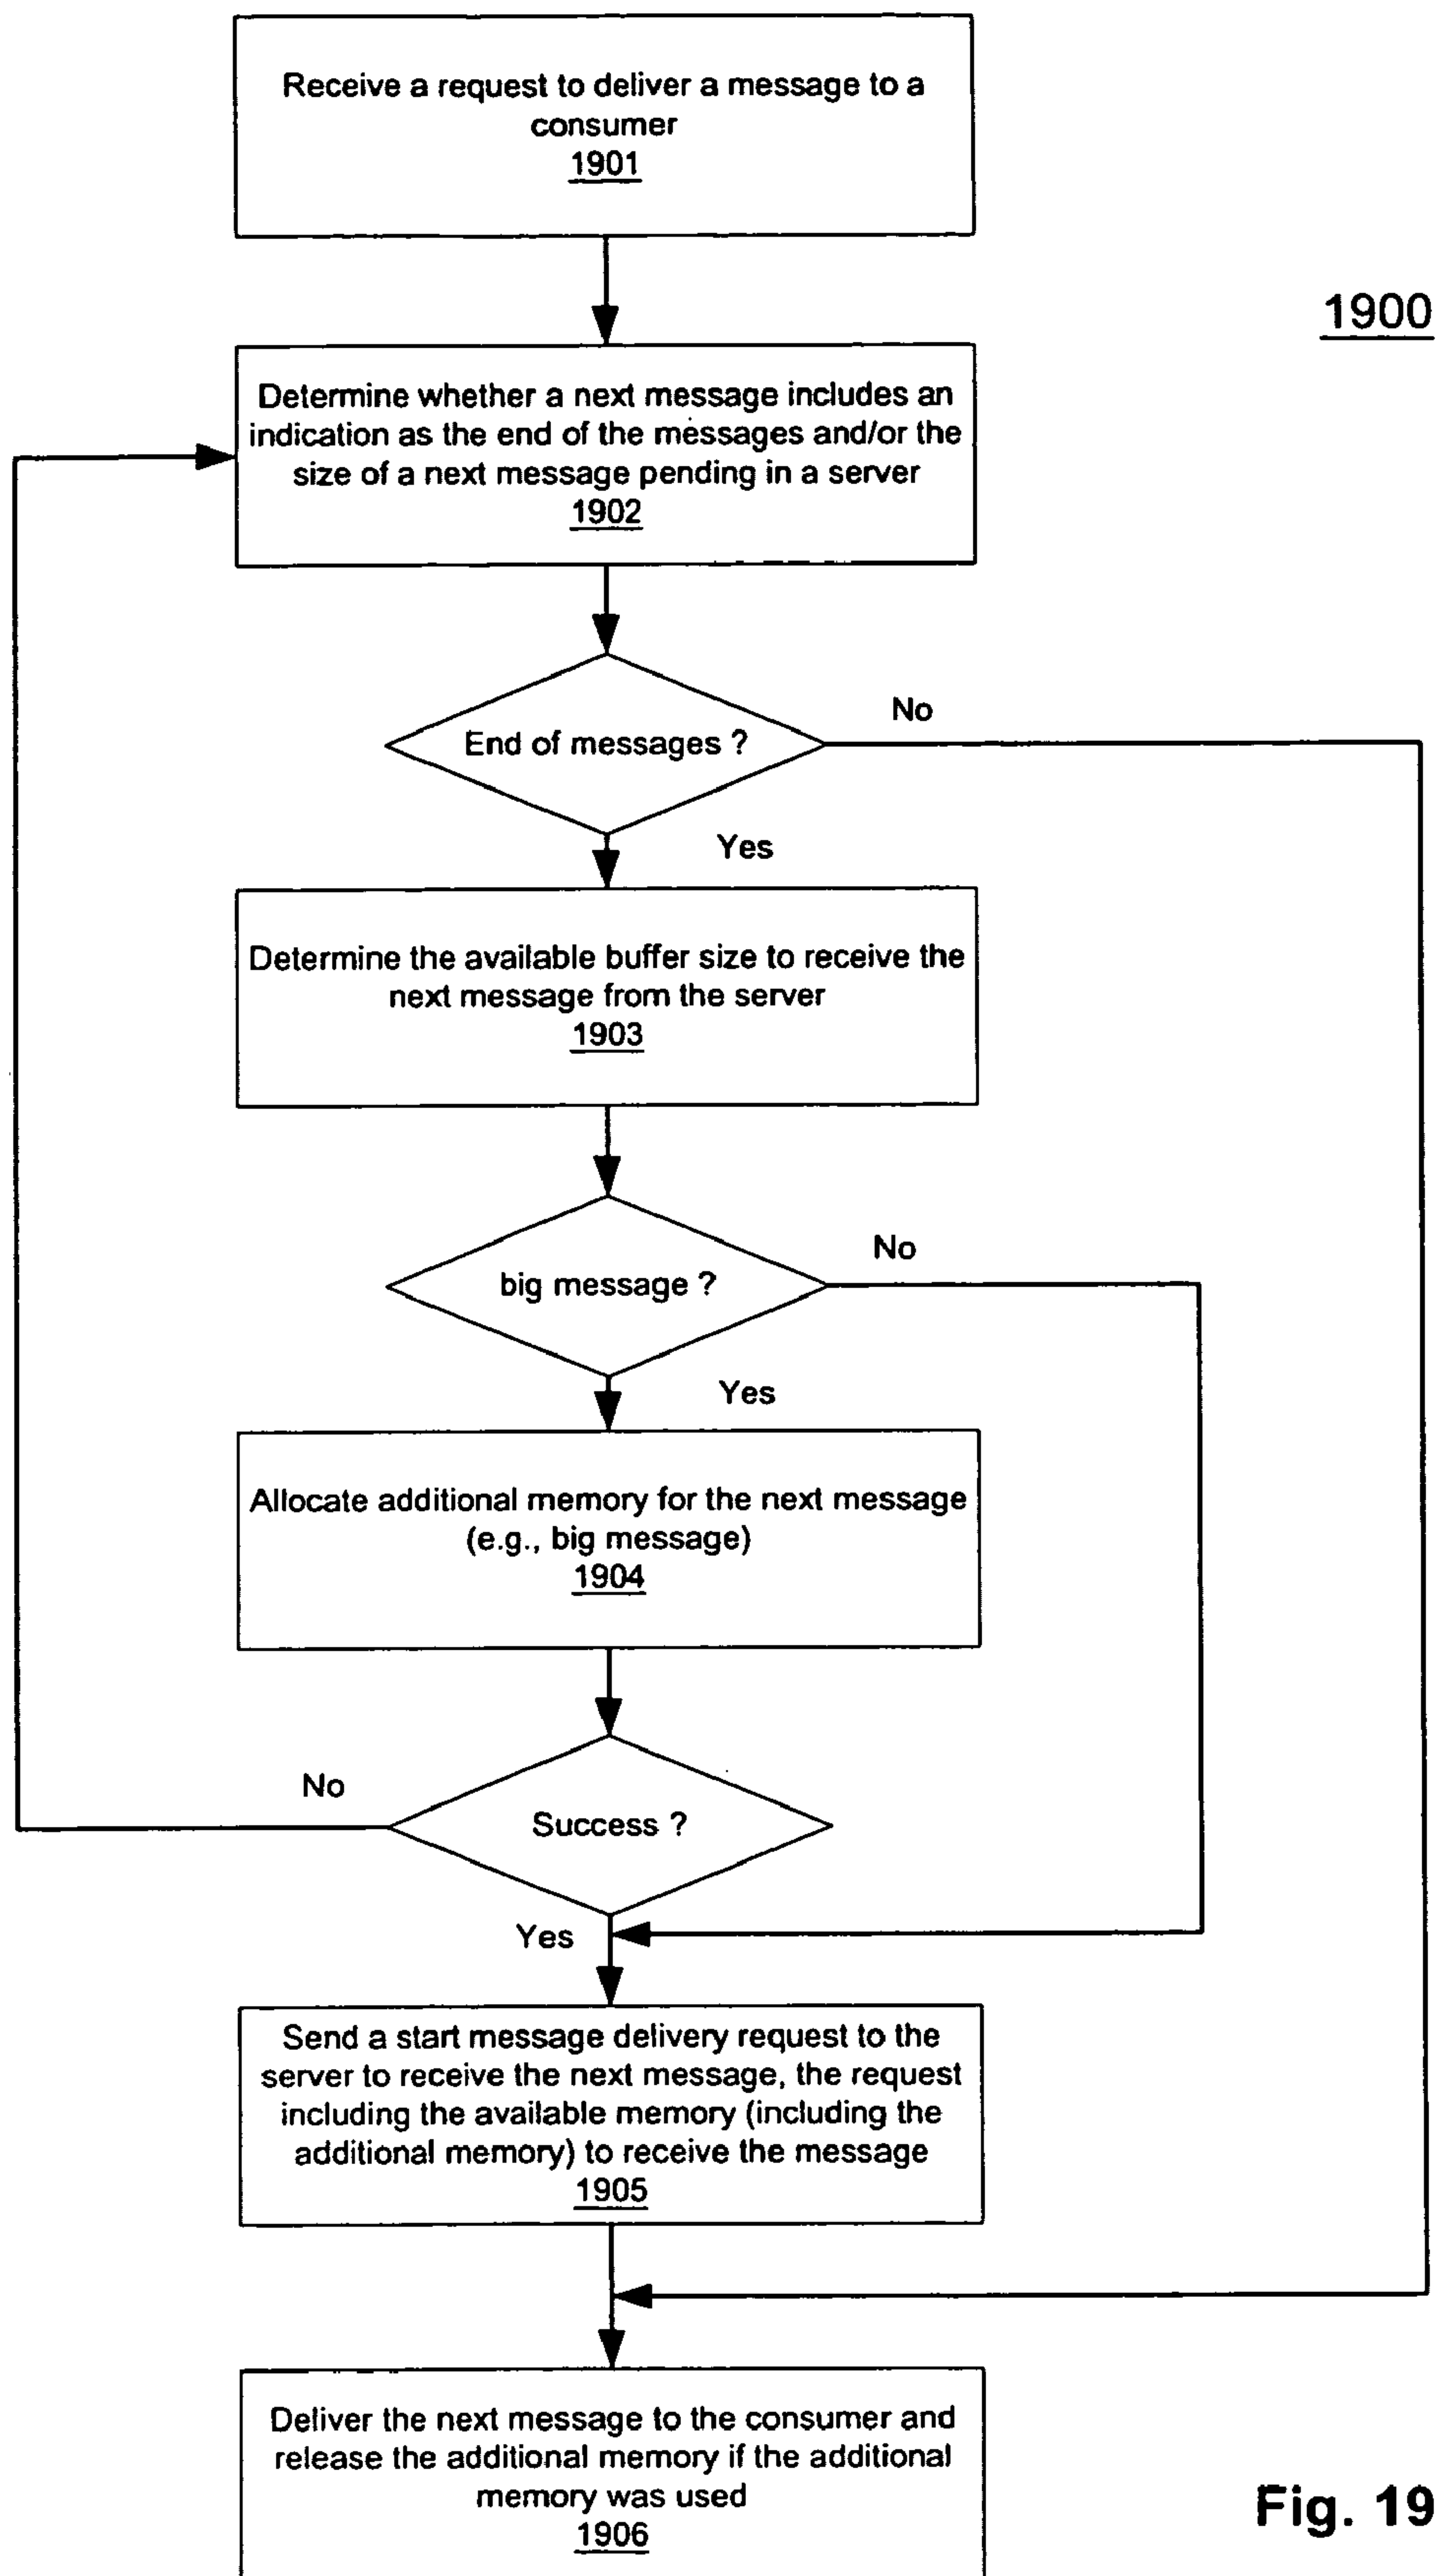 Receive a request to deliver a message to a
consumer
1901
1900
Determine whether a next message includes an
indication as the end of the messages and/or the
size of a next message pending in a server
1902
No
End of messages ?
Yes
Determine the available buffer size to receive the
next message from the server
1903
No
big message ?
Yes
Allocate additional memory for the next message
(e.g., big message)
1904
No
Success ?
Yes
Send a start message delivery request to the
server to receive the next message, the request
including the available memory (including the
additional memory) to receive the message
1905
Deliver the next message to the consumer and
release the additional memory if the additional
memory was used
1906
Fig. 19